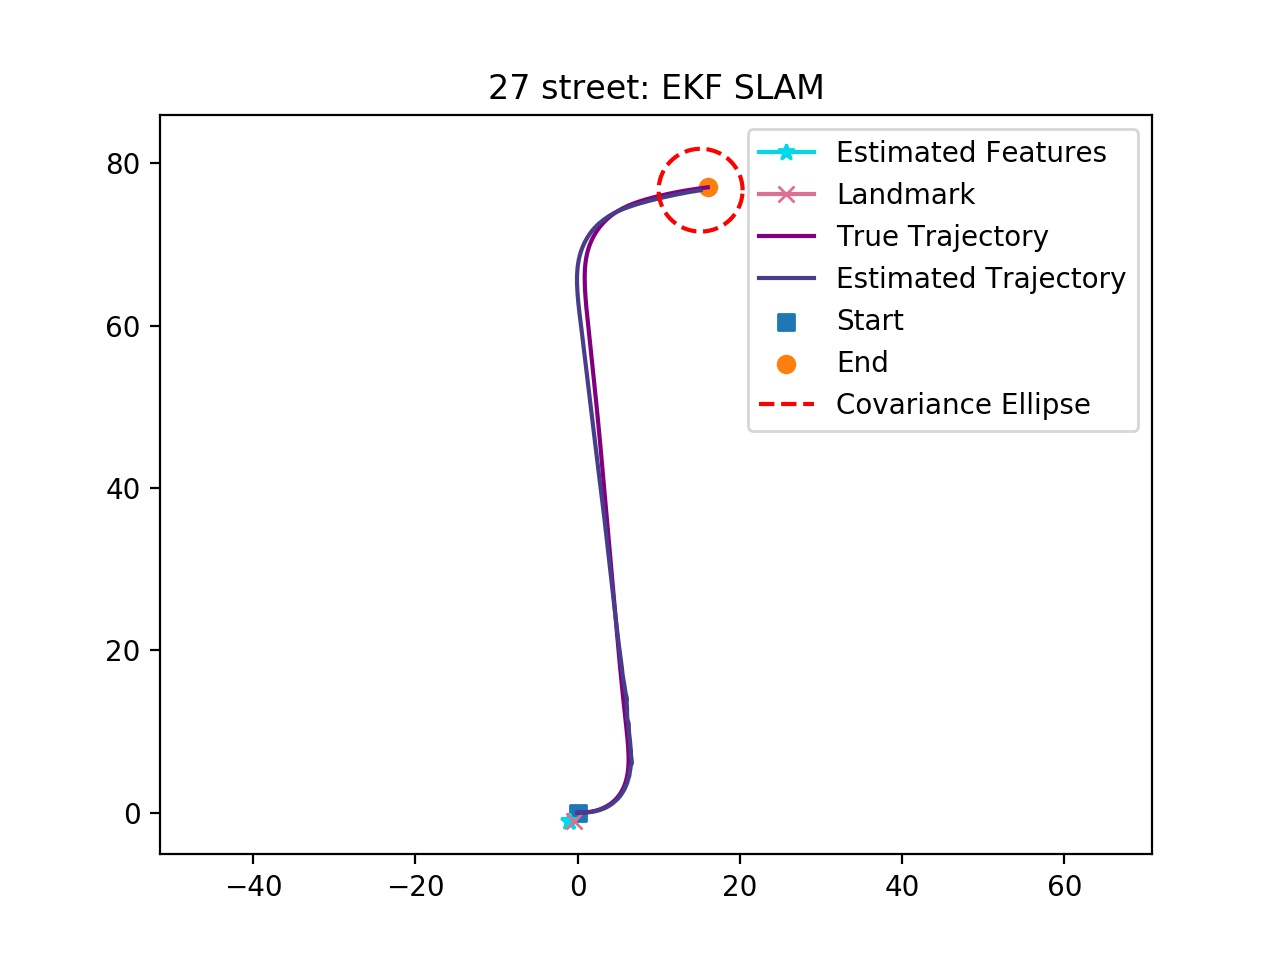 27 street: EKF SLAM
Estimated Features
Landmark
True Trajectory
Estimated Trajectory
Start
End
Covariance Ellipse
80
60
40
20
0
−40 −20 0 20 40 60